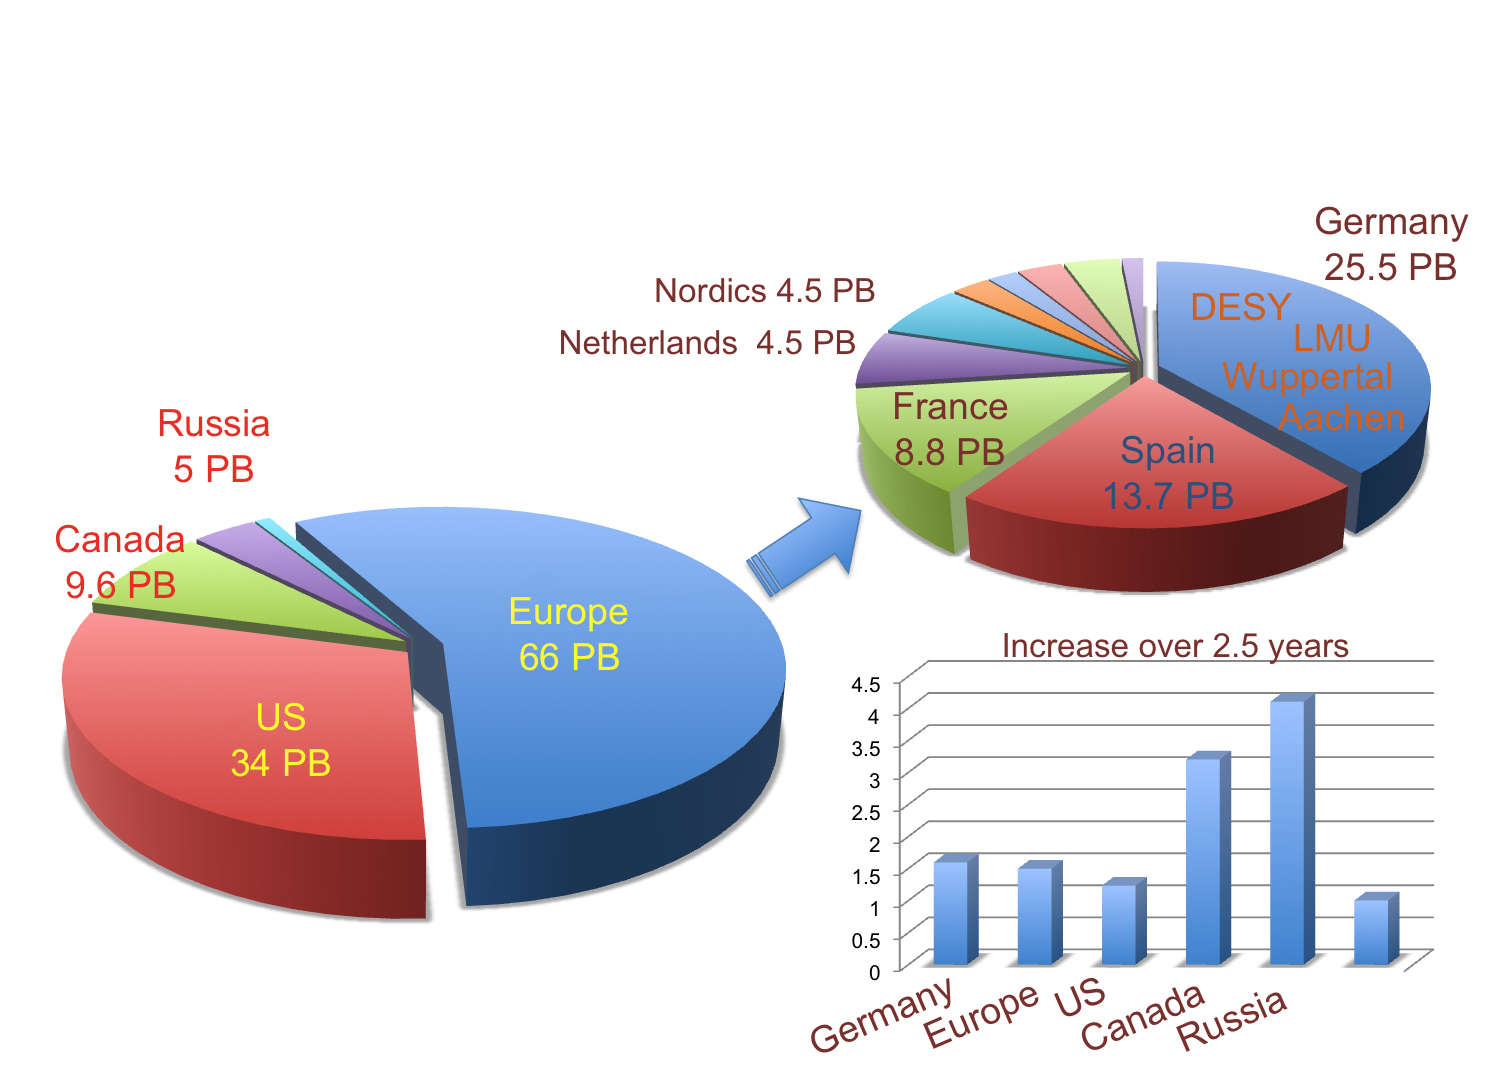 Germany
25.5 PB
DESY
LMU
Wuppertal
Aachen
Nordics 4.5 PB
Netherlands 4.5 PB
France
8.8 PB
Spain
13.7 PB
Russia
5 PB
Canada
9.6 PB
Europe
66 PB
US
34 PB
Increase over 2.5 years
4.5
4
3.5
3
2.5
2
1.5
1
0.5
0
Germany
Europe
US
Canada
Russia